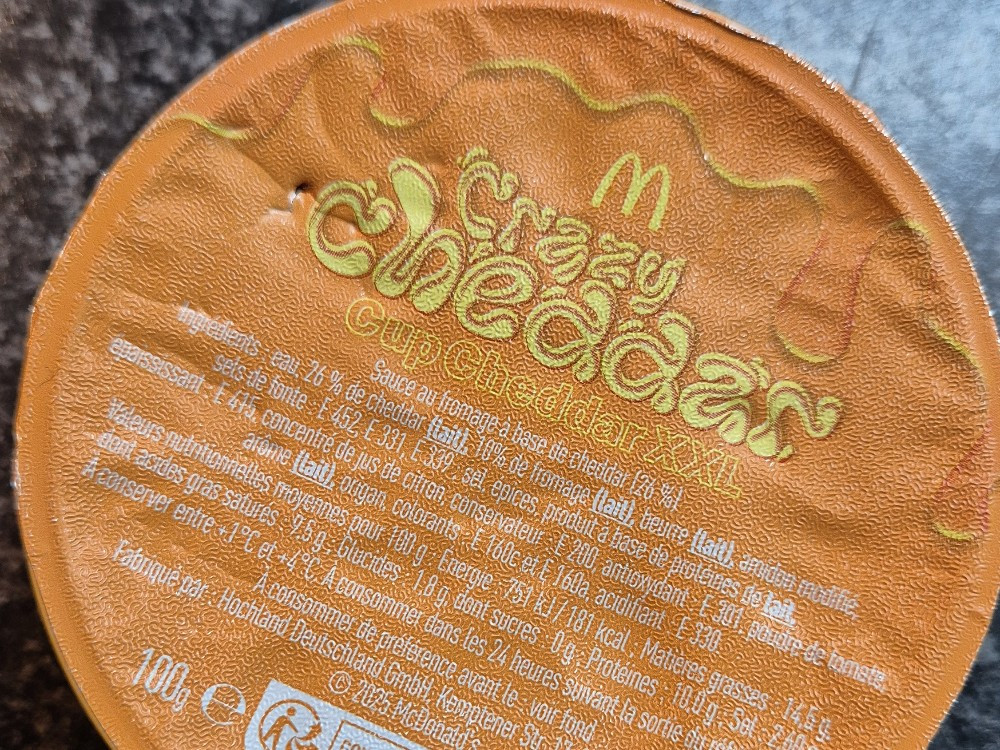 M
Crazy
Cheddar
Cup Cheddar XXL
Sauce au fromage à base de cheddar (26 %)
Ingrédients : eau, 26 % de cheddar (lait), 10% de fromage (lait), beurre (lait), amidon modifié,
sels de fonte : E 452, E 331, E 339, sel, épices, produit à base de protéines de lait,
épaississant : E 414, concentré de jus de citron, conservateur : E 200, antioxydant : E 301, poudre de tomate,
arôme (lait), origan, colorants : E 160c et E 160a, acidifiant : E 330.
Valeurs nutritionnelles moyennes pour 100 g : Énergie : 751 kJ / 181 kcal ; Matières grasses : 14,5 g,
dont acides gras saturés : 9,5 g ; Glucides : 1,8 g, dont sucres : 0 g ; Protéines : 10,0 g ; Sel :
À conserver entre +1°C et +4°C. À consommer dans les 24 heures suivant la sortie du
À consommer de préférence avant le : voir fond
Fabriqué par : Hochland Deutschland GmbH, Kemptener Str.
© 2025 McDonald's
100g e